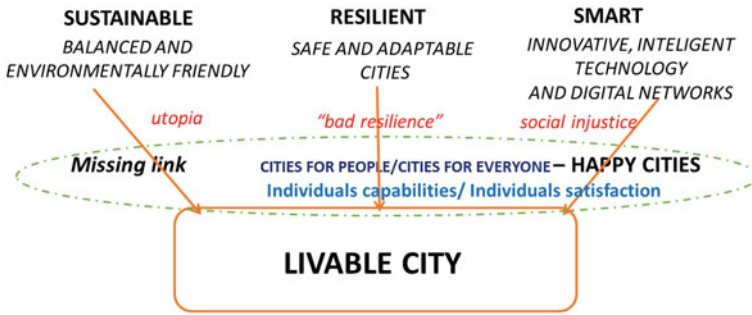 SUSTAINABLE
BALANCED AND
ENVIRONMENTALLY FRIENDLY
RESILIENT
SAFE AND ADAPTABLE
CITIES
SMART
INNOVATIVE, INTELIGENT
TECHNOLOGY
AND DIGITAL NETWORKS
utopia
“bad resilience”
social injustice
Missing link
CITIES FOR PEOPLE/CITIES FOR EVERYONE – HAPPY CITIES
Individuals capabilities/ Individuals satisfaction
LIVABLE CITY